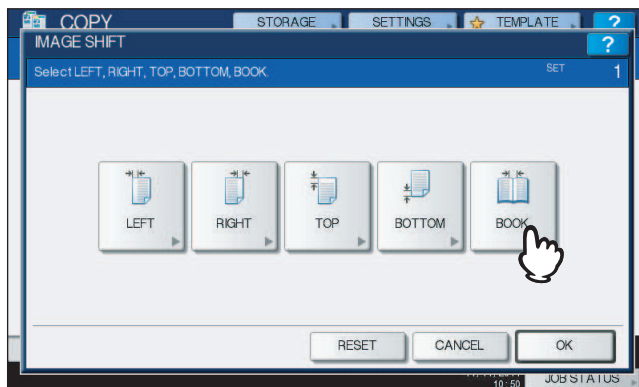 COPY STORAGE SETTINGS TEMPLATE ?
IMAGE SHIFT ?
Select LEFT, RIGHT, TOP, BOTTOM, BOOK. SET 1
LEFT RIGHT TOP BOTTOM BOOK
RESET CANCEL OK
10:50 JOB STATUS